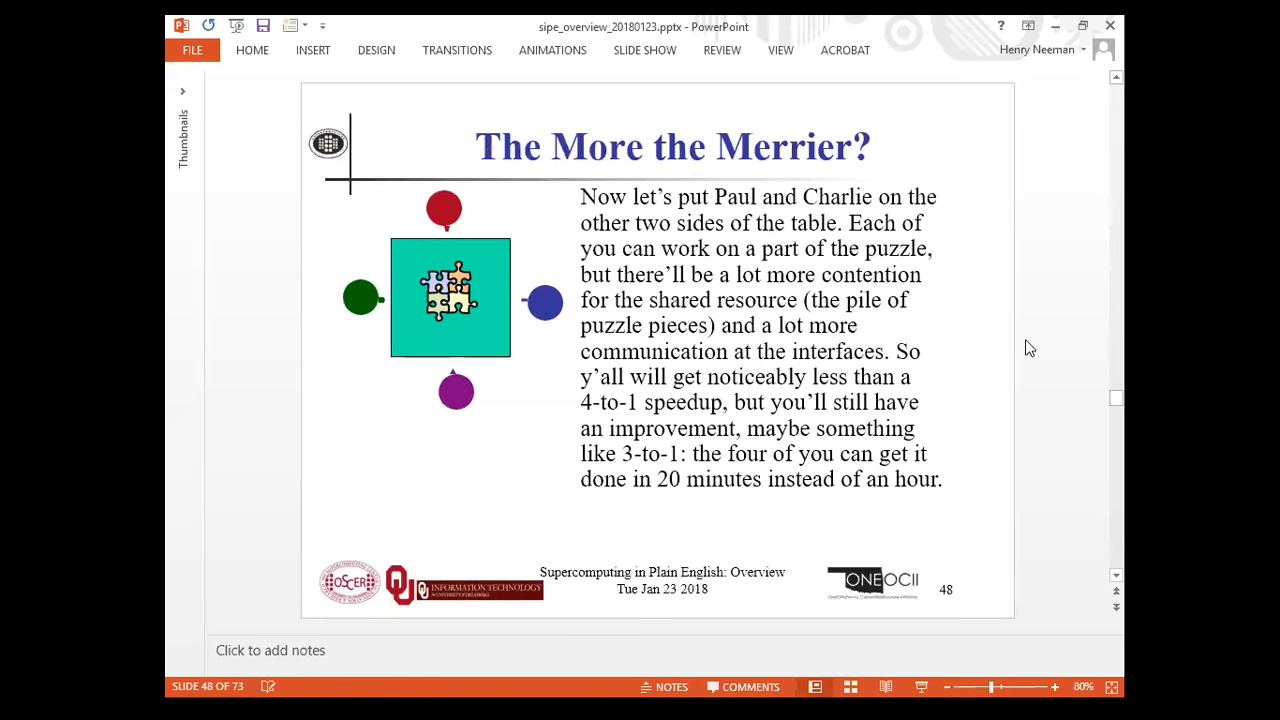 sipe_overview_20180123.pptx - PowerPoint
?
FILE HOME INSERT DESIGN TRANSITIONS ANIMATIONS SLIDE SHOW REVIEW VIEW ACROBAT Henry Neeman
Thumbnails
The More the Merrier?
Now let's put Paul and Charlie on the
other two sides of the table. Each of
you can work on a part of the puzzle,
but there'll be a lot more contention
for the shared resource (the pile of
puzzle pieces) and a lot more
communication at the interfaces. So
y'all will get noticeably less than a
4-to-1 speedup, but you'll still have
an improvement, maybe something
like 3-to-1: the four of you can get it
done in 20 minutes instead of an hour.
OSCER
INFORMATION TECHNOLOGY
Supercomputing in Plain English: Overview
Tue Jan 23 2018
ONEOCII
48
Click to add notes
SLIDE 48 OF 73 NOTES COMMENTS 80%